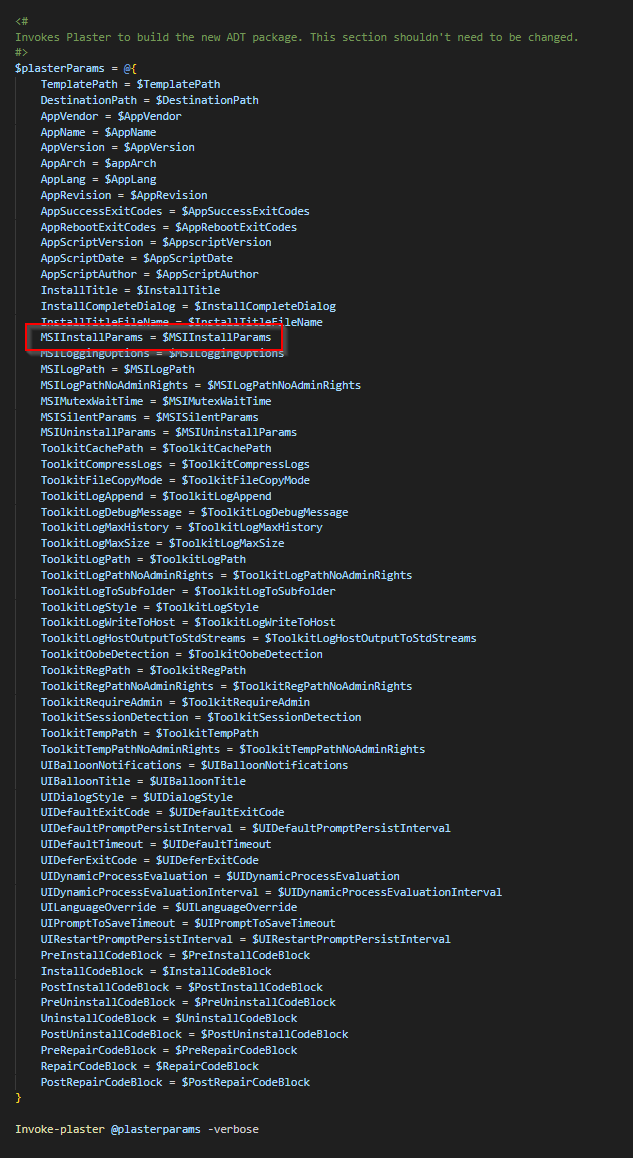 <#
Invokes Plaster to build the new ADT package. This section shouldn't need to be changed.
#>
$plasterParams = @{
TemplatePath = $TemplatePath
DestinationPath = $DestinationPath
AppVendor = $AppVendor
AppName = $AppName
AppVersion = $AppVersion
AppArch = $appArch
AppLang = $AppLang
AppRevision = $AppRevision
AppSuccessExitCodes = $AppSuccessExitCodes
AppRebootExitCodes = $AppRebootExitCodes
AppScriptVersion = $AppscriptVersion
AppScriptDate = $AppScriptDate
AppScriptAuthor = $AppScriptAuthor
InstallTitle = $InstallTitle
InstallCompleteDialog = $InstallCompleteDialog
InstallTitleFileName = $InstallTitleFileName
MSIInstallParams = $MSIInstallParams
MSILoggingOptions = $MSILoggingOptions
MSILogPath = $MSILogPath
MSILogPathNoAdminRights = $MSILogPathNoAdminRights
MSIMutexWaitTime = $MSIMutexWaitTime
MSISilentParams = $MSISilentParams
MSIUninstallParams = $MSIUninstallParams
ToolkitCachePath = $ToolkitCachePath
ToolkitCompressLogs = $ToolkitCompressLogs
ToolkitFileCopyMode = $ToolkitFileCopyMode
ToolkitLogAppend = $ToolkitLogAppend
ToolkitLogDebugMessage = $ToolkitLogDebugMessage
ToolkitLogMaxHistory = $ToolkitLogMaxHistory
ToolkitLogMaxSize = $ToolkitLogMaxSize
ToolkitLogPath = $ToolkitLogPath
ToolkitLogPathNoAdminRights = $ToolkitLogPathNoAdminRights
ToolkitLogToSubfolder = $ToolkitLogToSubfolder
ToolkitLogStyle = $ToolkitLogStyle
ToolkitLogWriteToHost = $ToolkitLogWriteToHost
ToolkitLogHostOutputToStdStreams = $ToolkitLogHostOutputToStdStreams
ToolkitOobeDetection = $ToolkitOobeDetection
ToolkitRegPath = $ToolkitRegPath
ToolkitRegPathNoAdminRights = $ToolkitRegPathNoAdminRights
ToolkitRequireAdmin = $ToolkitRequireAdmin
ToolkitSessionDetection = $ToolkitSessionDetection
ToolkitTempPath = $ToolkitTempPath
ToolkitTempPathNoAdminRights = $ToolkitTempPathNoAdminRights
UIBalloonNotifications = $UIBalloonNotifications
UIBalloonTitle = $UIBalloonTitle
UIDialogStyle = $UIDialogStyle
UIDefaultExitCode = $UIDefaultExitCode
UIDefaultPromptPersistInterval = $UIDefaultPromptPersistInterval
UIDefaultTimeout = $UIDefaultTimeout
UIDeferExitCode = $UIDeferExitCode
UIDynamicProcessEvaluation = $UIDynamicProcessEvaluation
UIDynamicProcessEvaluationInterval = $UIDynamicProcessEvaluationInterval
UILanguageOverride = $UILanguageOverride
UIPromptToSaveTimeout = $UIPromptToSaveTimeout
UIRestartPromptPersistInterval = $UIRestartPromptPersistInterval
PreInstallCodeBlock = $PreInstallCodeBlock
InstallCodeBlock = $InstallCodeBlock
PostInstallCodeBlock = $PostInstallCodeBlock
PreUninstallCodeBlock = $PreUninstallCodeBlock
UninstallCodeBlock = $UninstallCodeBlock
PostUninstallCodeBlock = $PostUninstallCodeBlock
PreRepairCodeBlock = $PreRepairCodeBlock
RepairCodeBlock = $RepairCodeBlock
PostRepairCodeBlock = $PostRepairCodeBlock
}
Invoke-plaster @plasterparams -verbose